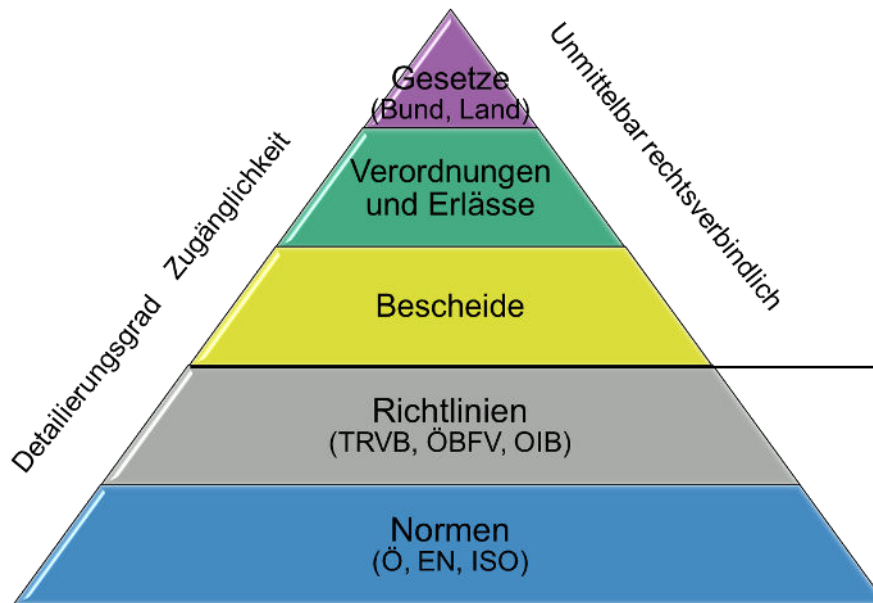 Gesetze
(Bund, Land)
Verordnungen
und Erlässe
Bescheide
Richtlinien
(TRVB, ÖBFV, OIB)
Normen
(Ö, EN, ISO)
Detailierungsgrad Zugänglichkeit
Unmittelbar rechtsverbindlich